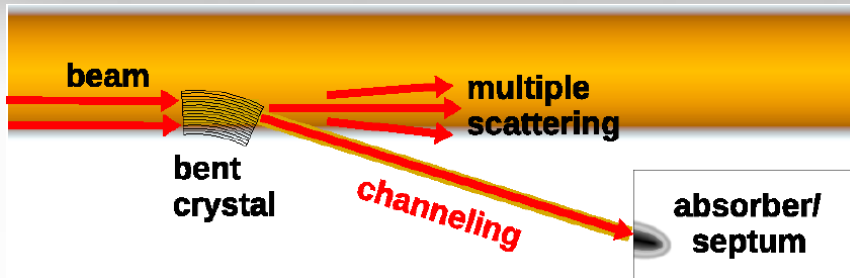 beam
multiple
scattering
bent
crystal
channeling
absorber/
septum